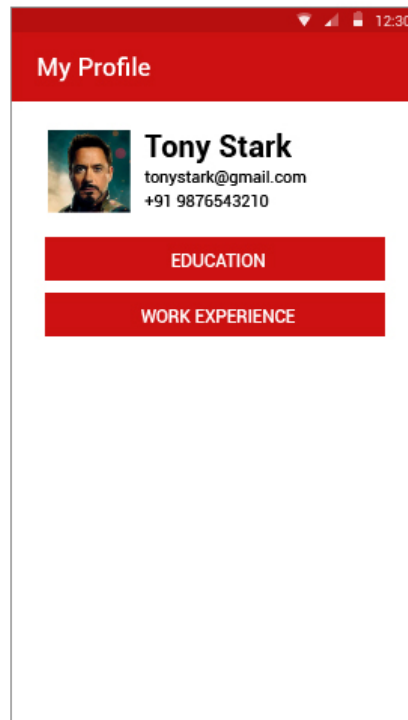 12:30
My Profile
Tony Stark
tonystark@gmail.com
+91 9876543210
EDUCATION
WORK EXPERIENCE